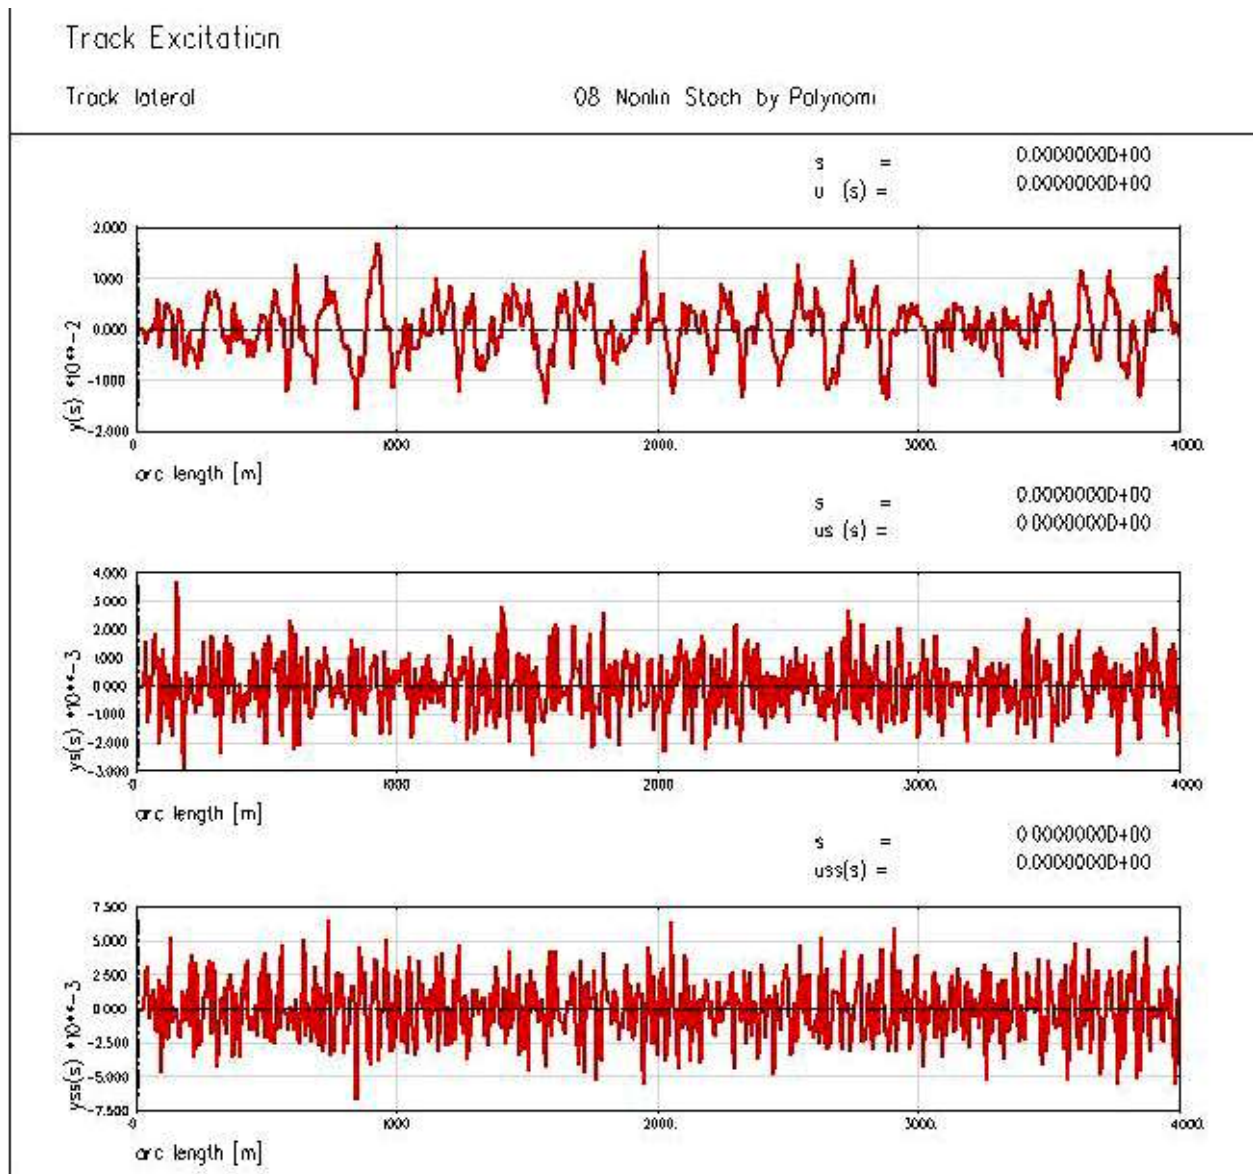 Track Excitation
Track lateral 08 Nonlin Stoch by Polynomi
s = 0.0000000D+00
u (s) = 0.0000000D+00
y(s) *10**-2
2.000
1.000
0.000
-1.000
-2.000
0. 1000. 2000. 3000. 4000.
arc length [m]
s = 0.0000000D+00
us (s) = 0.0000000D+00
ys(s) *10**-3
4.000
3.000
2.000
1.000
0.000
-1.000
-2.000
-3.000
0. 1000. 2000. 3000. 4000.
arc length [m]
s = 0.0000000D+00
uss(s) = 0.0000000D+00
yss(s) *10**-3
7.500
5.000
2.500
0.000
-2.500
-5.000
-7.500
0. 1000. 2000. 3000. 4000.
arc length [m]